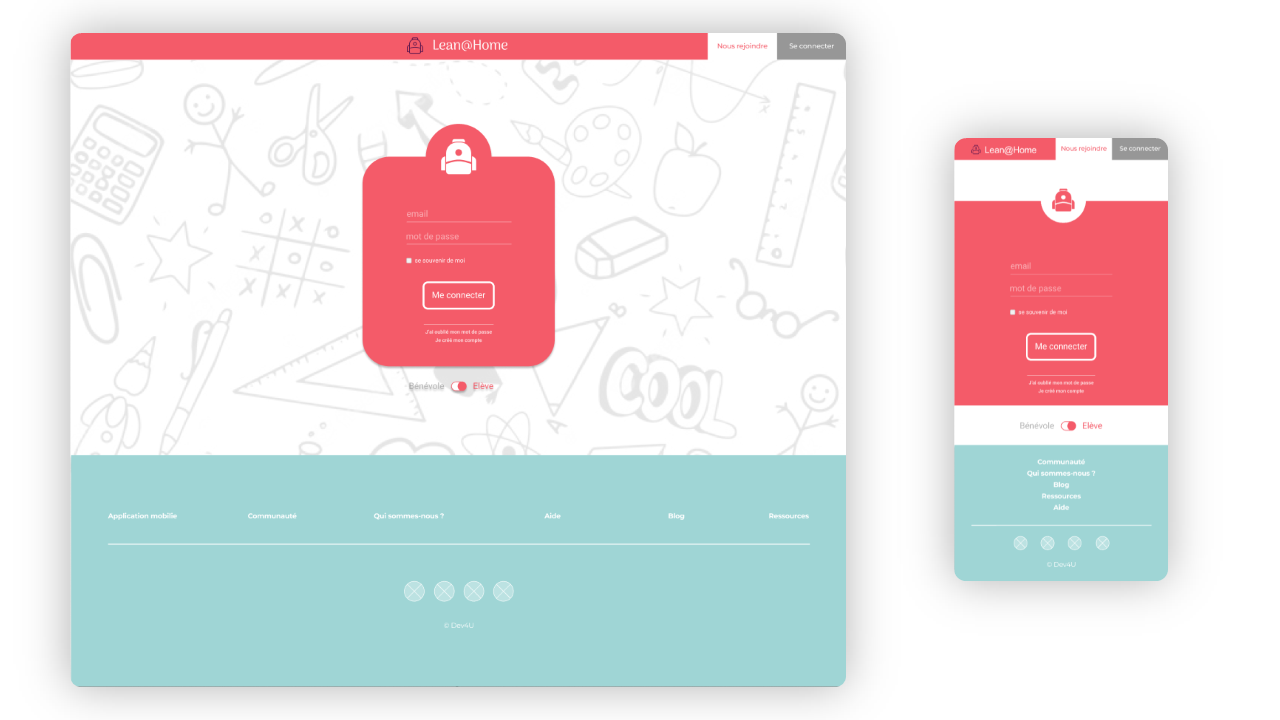 Lean@Home
Nous rejoindre
Se connecter
email
mot de passe
se souvenir de moi
Me connecter
J'ai oublié mon mot de passe
Je créé mon compte
Bénévole
Elève
COOL
Application mobilie
Communauté
Qui sommes-nous ?
Aide
Blog
Ressources
© Dev4U
Lean@Home
Nous rejoindre
Se connecter
email
mot de passe
se souvenir de moi
Me connecter
J'ai oublié mon mot de passe
Je créé mon compte
Bénévole
Elève
Communauté
Qui sommes-nous ?
Blog
Ressources
Aide
© Dev4U